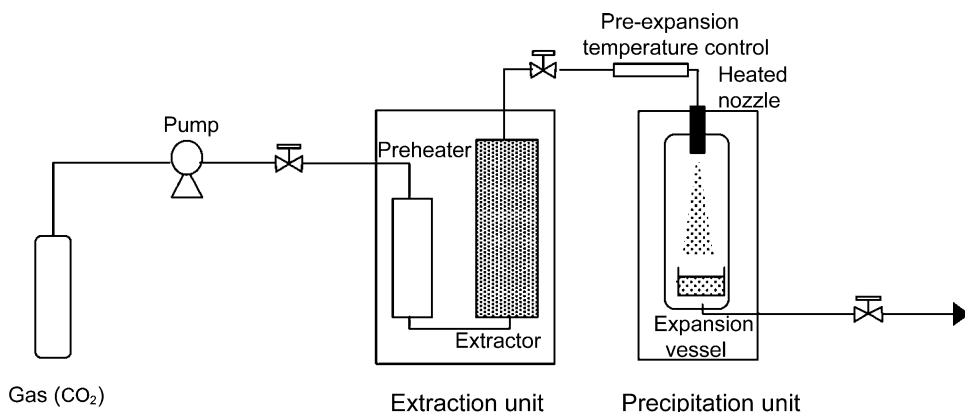 Pre-expansion
temperature control
Heated
nozzle
Pump
Preheater
Extractor
Expansion
vessel
Gas (CO₂)
Extraction unit
Precipitation unit